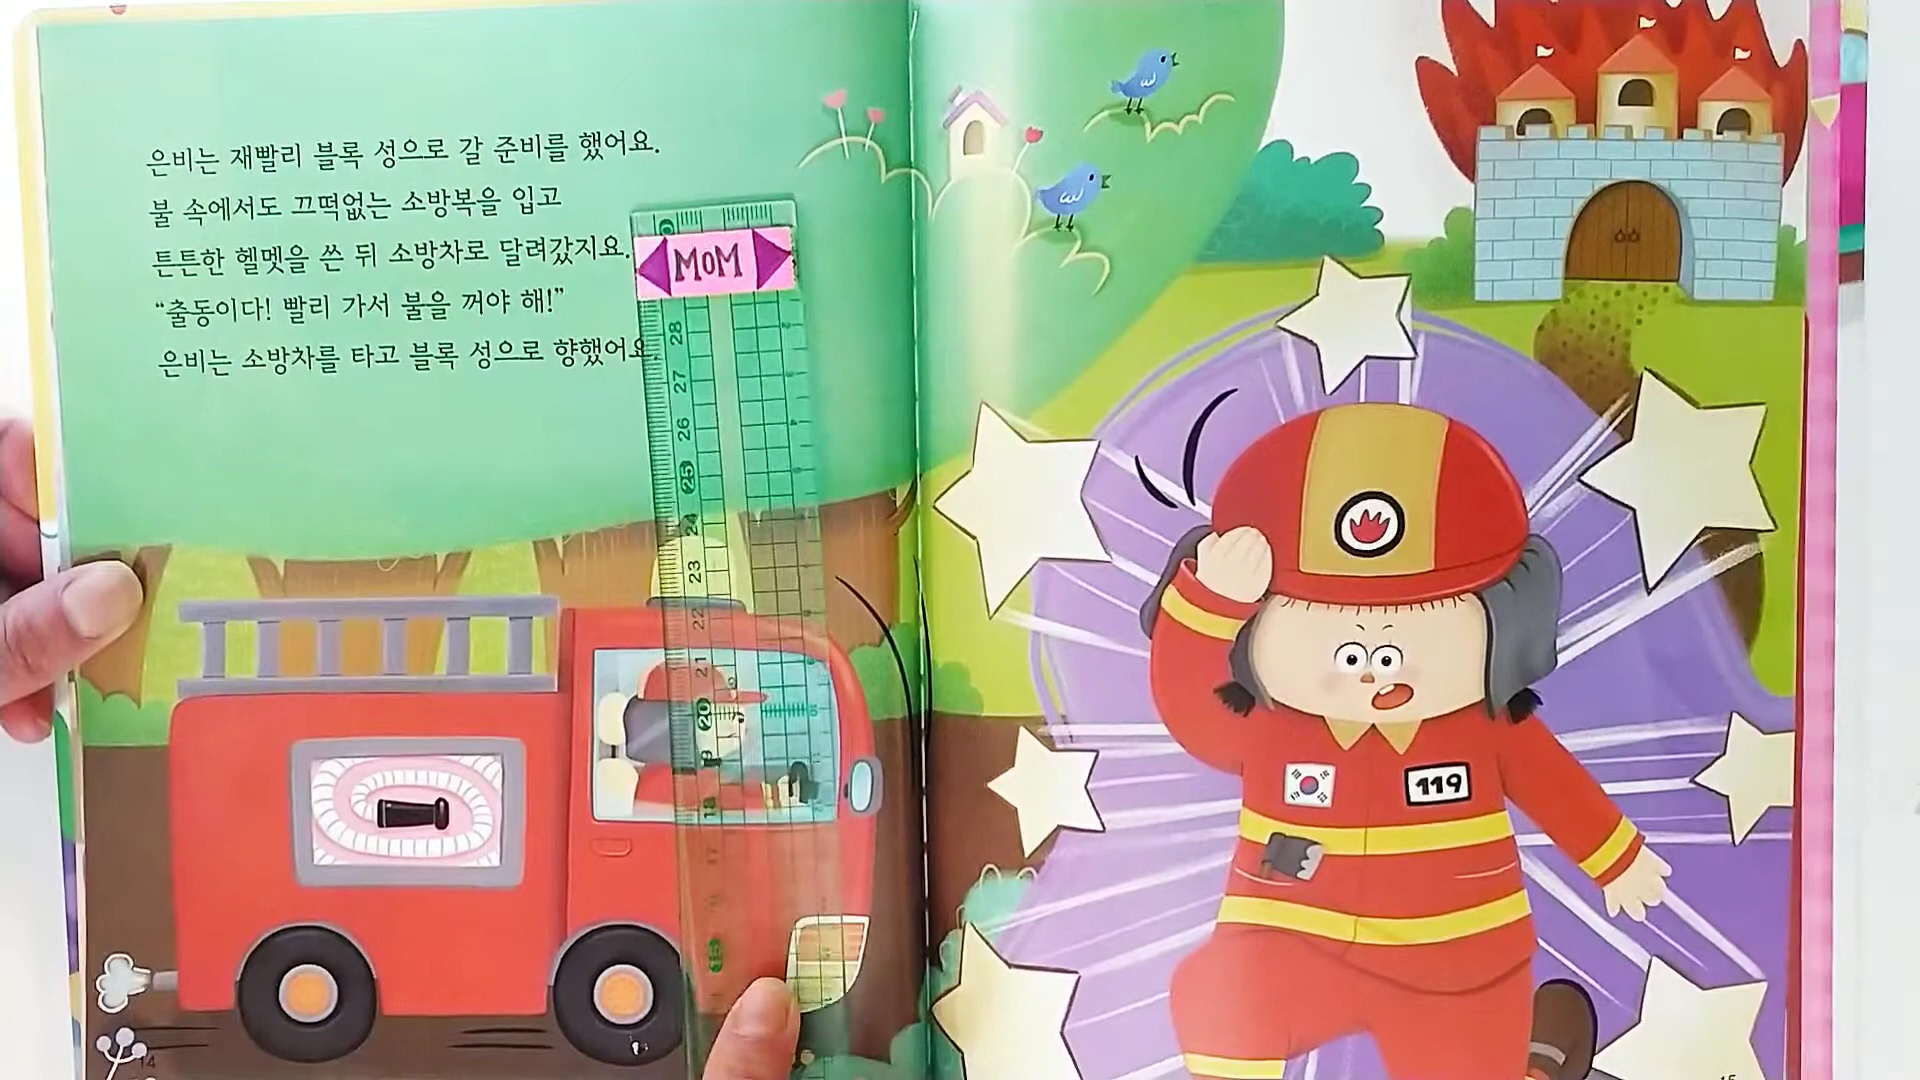 은비는 재빨리 블록 성으로 갈 준비를 했어요.
불 속에서도 끄떡없는 소방복을 입고
튼튼한 헬멧을 쓴 뒤 소방차로 달려갔지요.
“출동이다! 빨리 가서 불을 꺼야 해!”
은비는 소방차를 타고 블록 성으로 향했어요.
MOM
28
27
26
25
24
23
22
21
20
19
18
17
15
119
14
15